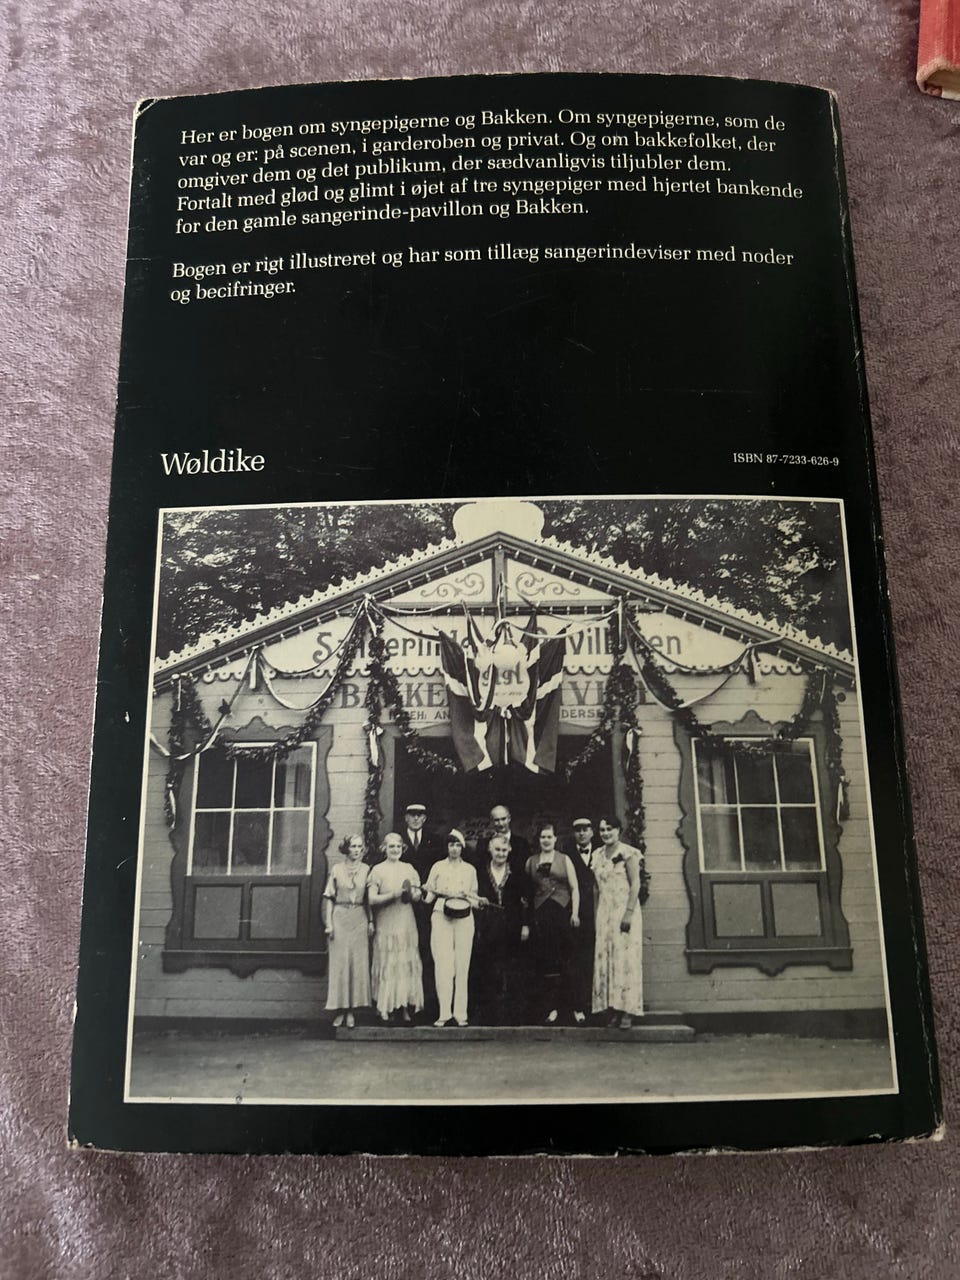 Her er bogen om syngepigerne og Bakken. Om syngepigerne, som de
var og er: på scenen, i garderoben og privat. Og om bakkefolket, der
omgiver dem og det publikum, der sædvanligvis tiljubler dem.
Fortalt med glød og glimt i øjet af tre syngepiger med hjertet bankende
for den gamle sangerinde-pavillon og Bakken.
Bogen er rigt illustreret og har som tillæg sangerindeviser med noder
og becifringer.
Wøldike
ISBN 87-7233-626-9